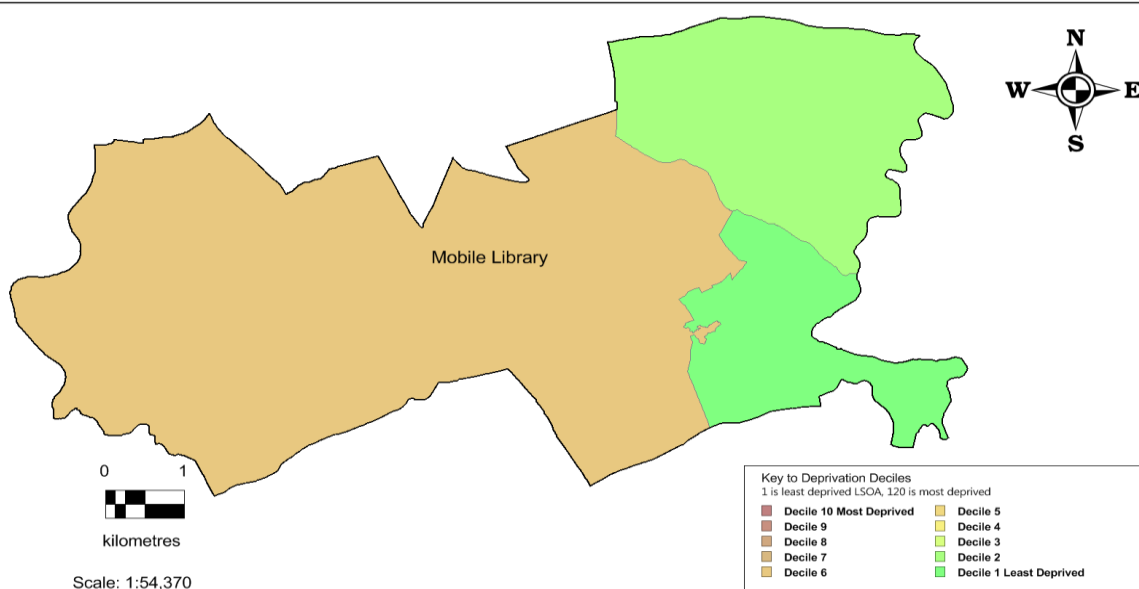 N
W E
S
Mobile Library
0 1
kilometres
Scale: 1:54,370
Key to Deprivation Deciles
1 is least deprived LSOA, 120 is most deprived
Decile 10 Most Deprived
Decile 9
Decile 8
Decile 7
Decile 6
Decile 5
Decile 4
Decile 3
Decile 2
Decile 1 Least Deprived